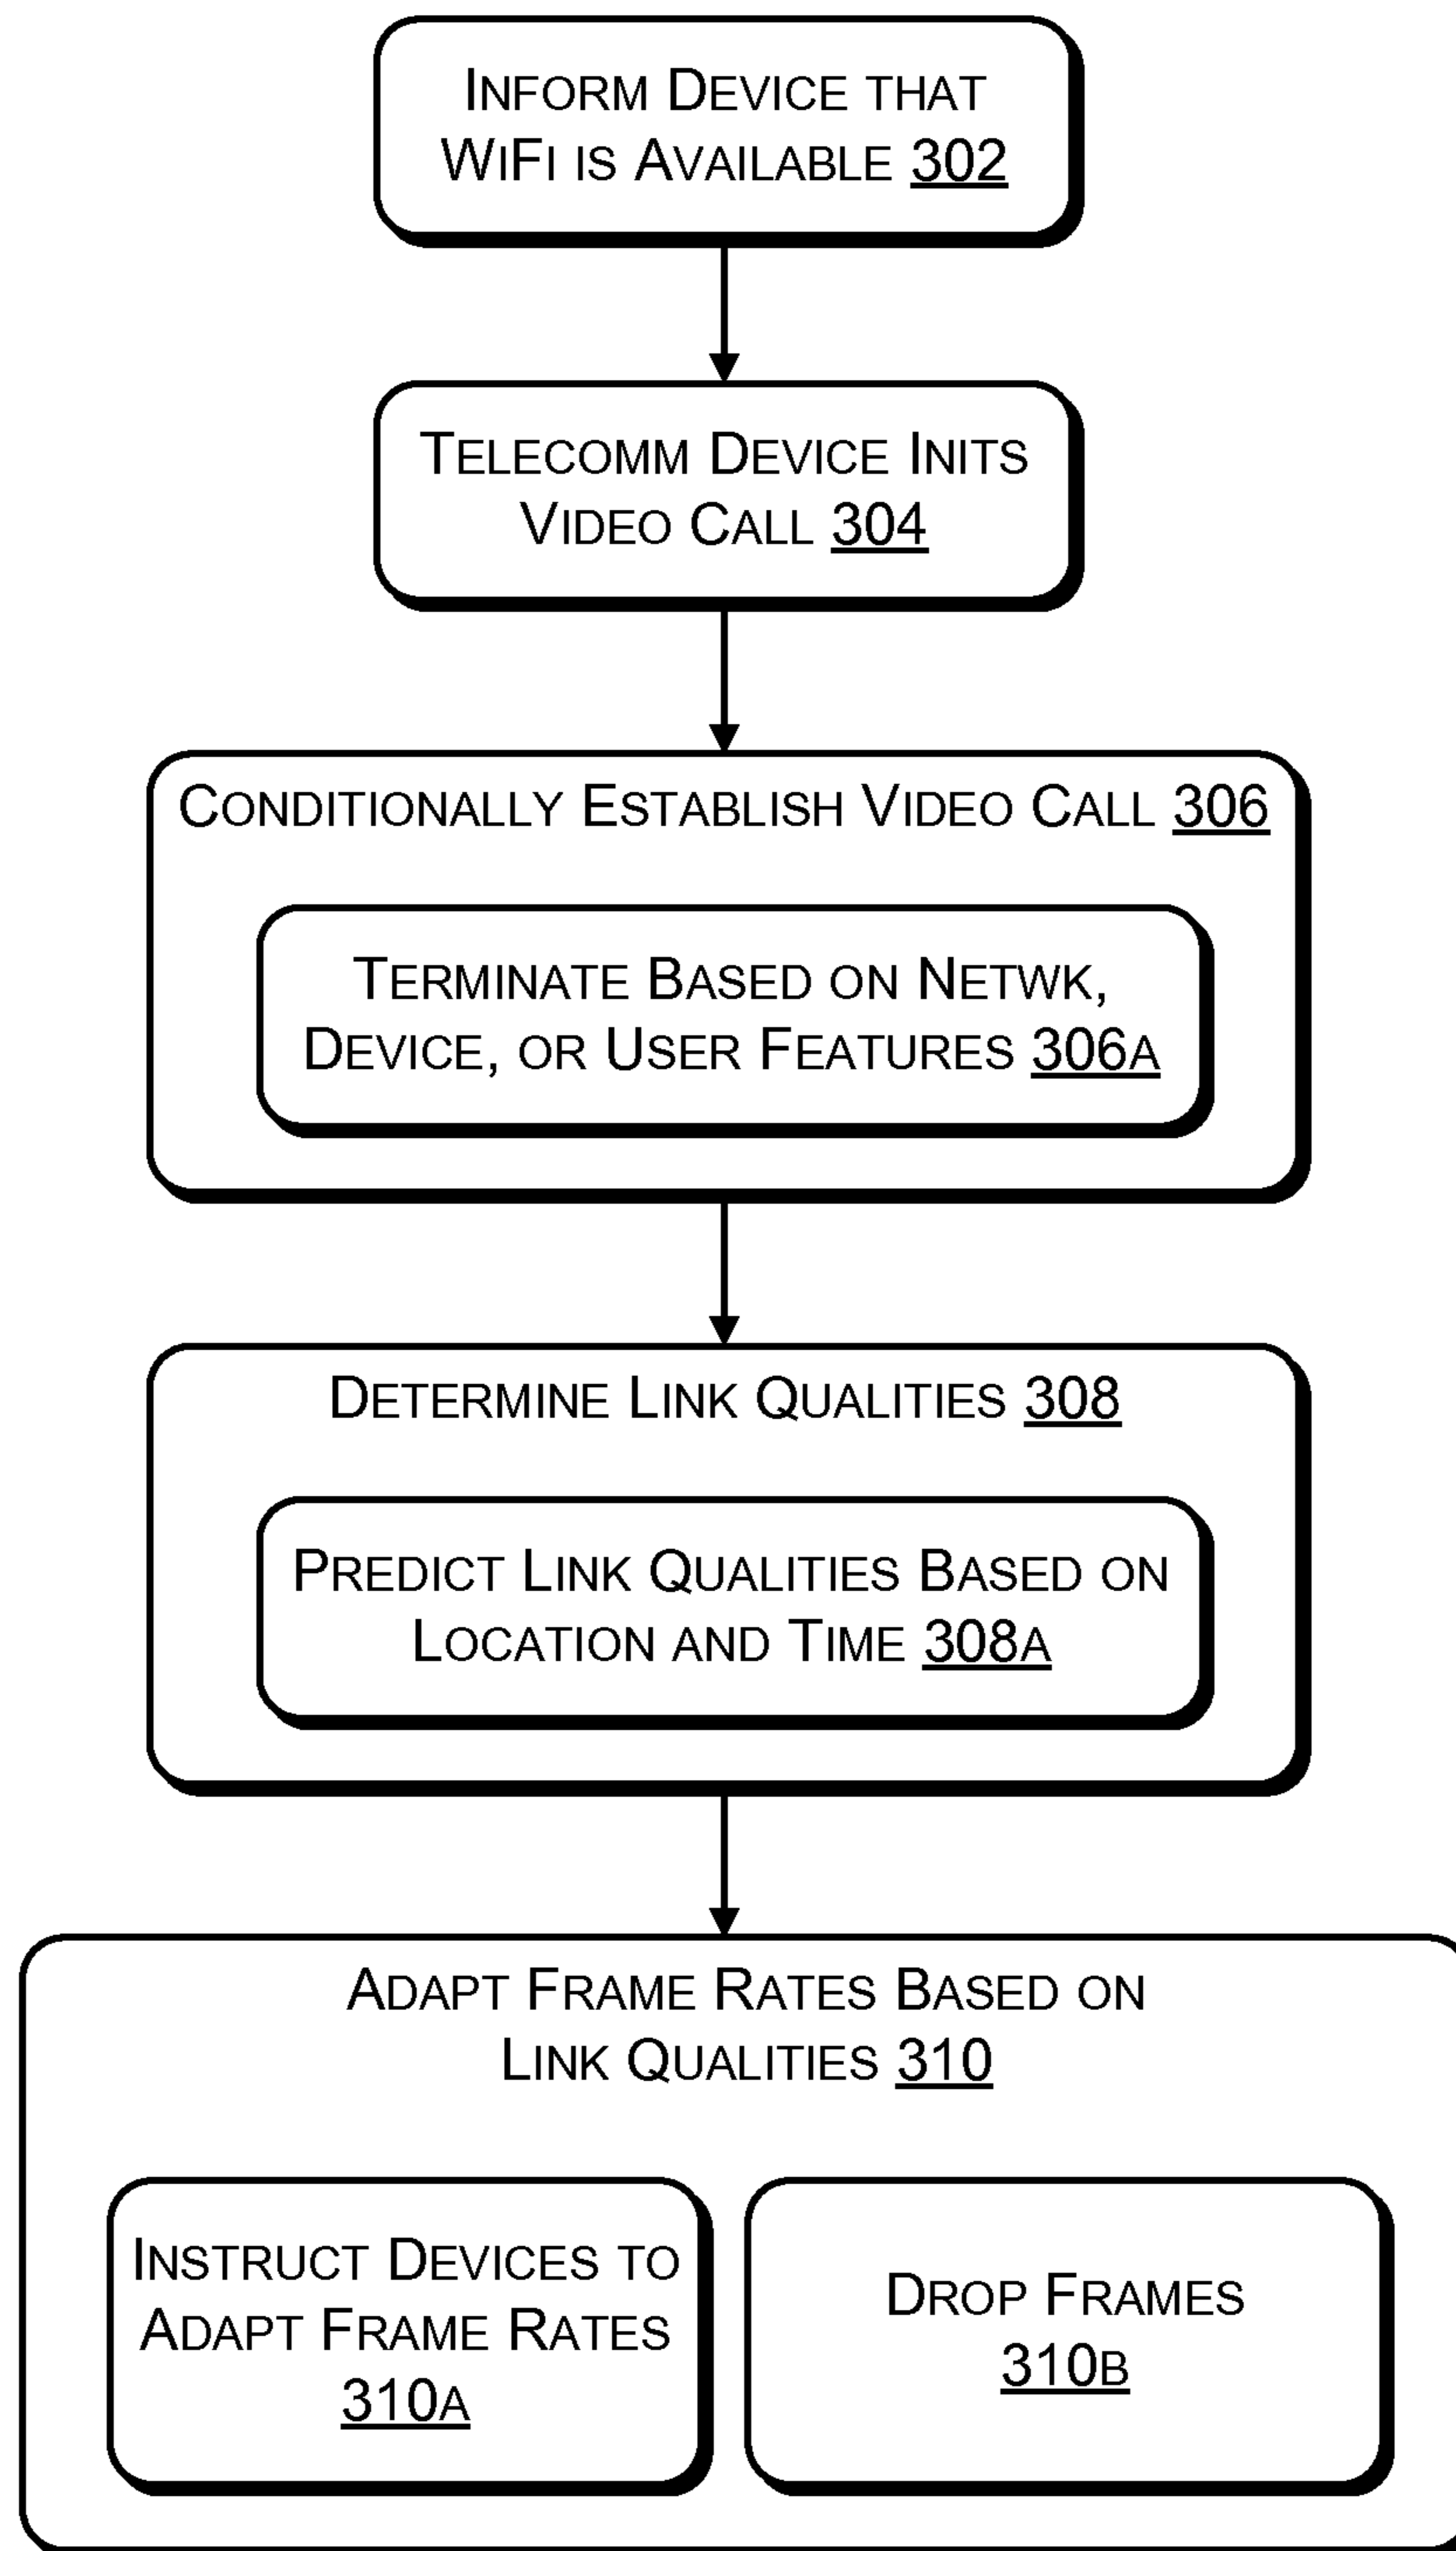 INFORM DEVICE THAT
WIFI IS AVAILABLE 302
TELECOMM DEVICE INITS
VIDEO CALL 304
CONDITIONALLY ESTABLISH VIDEO CALL 306
TERMINATE BASED ON NETWK,
DEVICE, OR USER FEATURES 306A
DETERMINE LINK QUALITIES 308
PREDICT LINK QUALITIES BASED ON
LOCATION AND TIME 308A
ADAPT FRAME RATES BASED ON
LINK QUALITIES 310
INSTRUCT DEVICES TO
ADAPT FRAME RATES
310A
DROP FRAMES
310B